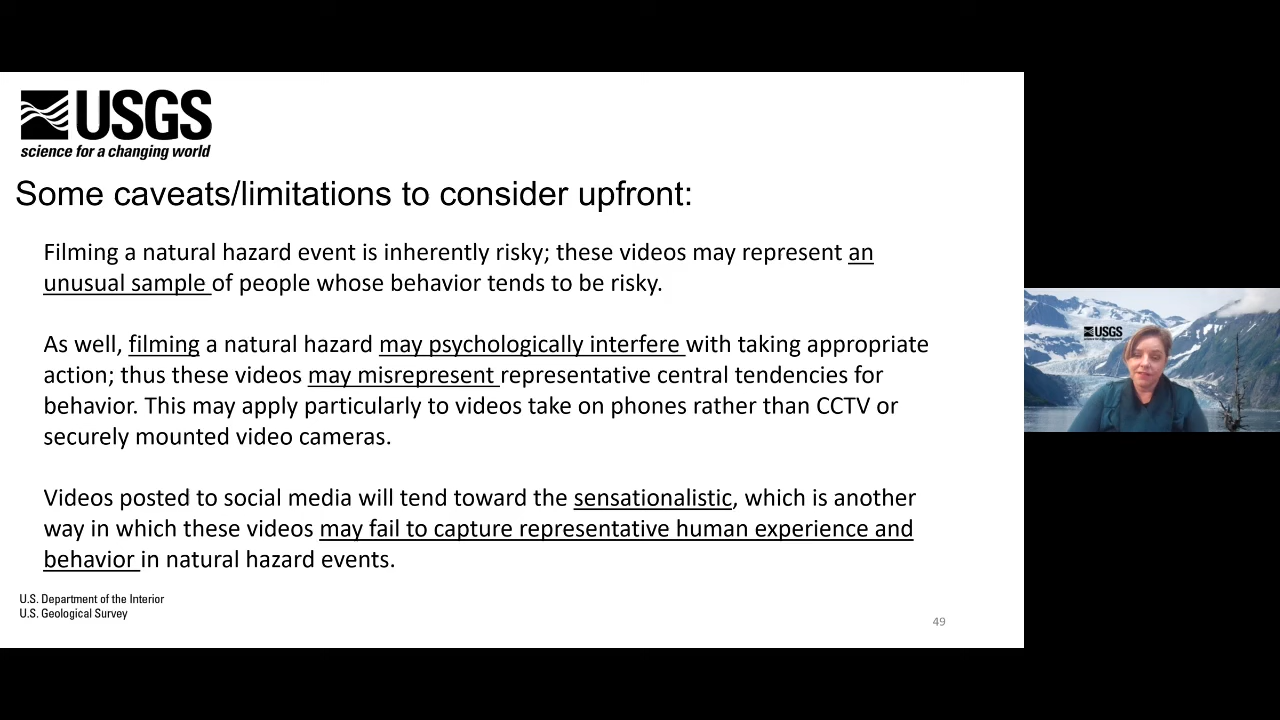 USGS
science for a changing world
Some caveats/limitations to consider upfront:
Filming a natural hazard event is inherently risky; these videos may represent an
unusual sample of people whose behavior tends to be risky.
As well, filming a natural hazard may psychologically interfere with taking appropriate
action; thus these videos may misrepresent representative central tendencies for
behavior. This may apply particularly to videos take on phones rather than CCTV or
securely mounted video cameras.
Videos posted to social media will tend toward the sensationalistic, which is another
way in which these videos may fail to capture representative human experience and
behavior in natural hazard events.
U.S. Department of the Interior
U.S. Geological Survey
49
USGS